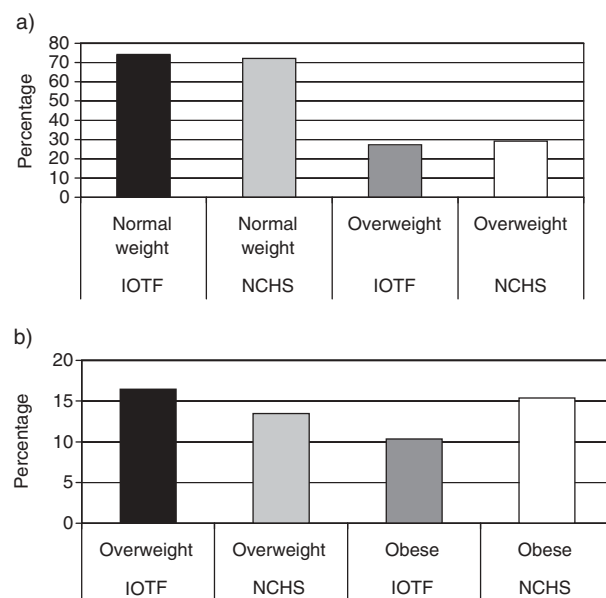 a)
Percentage
80
70
60
50
40
30
20
10
0
Normal weight
Normal weight
Overweight
Overweight
IOTF
NCHS
IOTF
NCHS
b)
Percentage
20
15
10
5
0
Overweight
Overweight
Obese
Obese
IOTF
NCHS
IOTF
NCHS